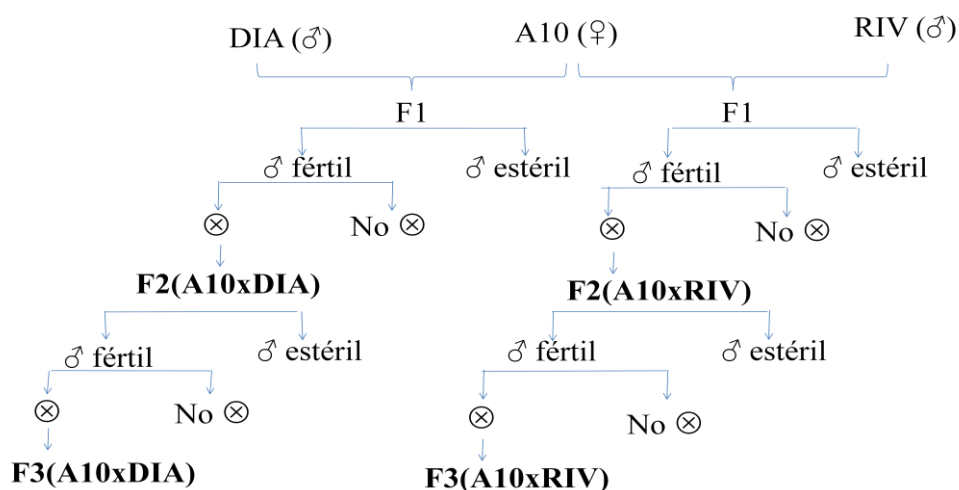 DIA (♂) A10 (♀) RIV (♂)
F1 F1
♂ fértil ♂ estéril ♂ fértil ♂ estéril
⊗ No ⊗ ⊗ No ⊗
F2(A10xDIA) F2(A10xRIV)
♂ fértil ♂ estéril ♂ fértil ♂ estéril
⊗ No ⊗ ⊗ No ⊗
F3(A10xDIA) F3(A10xRIV)